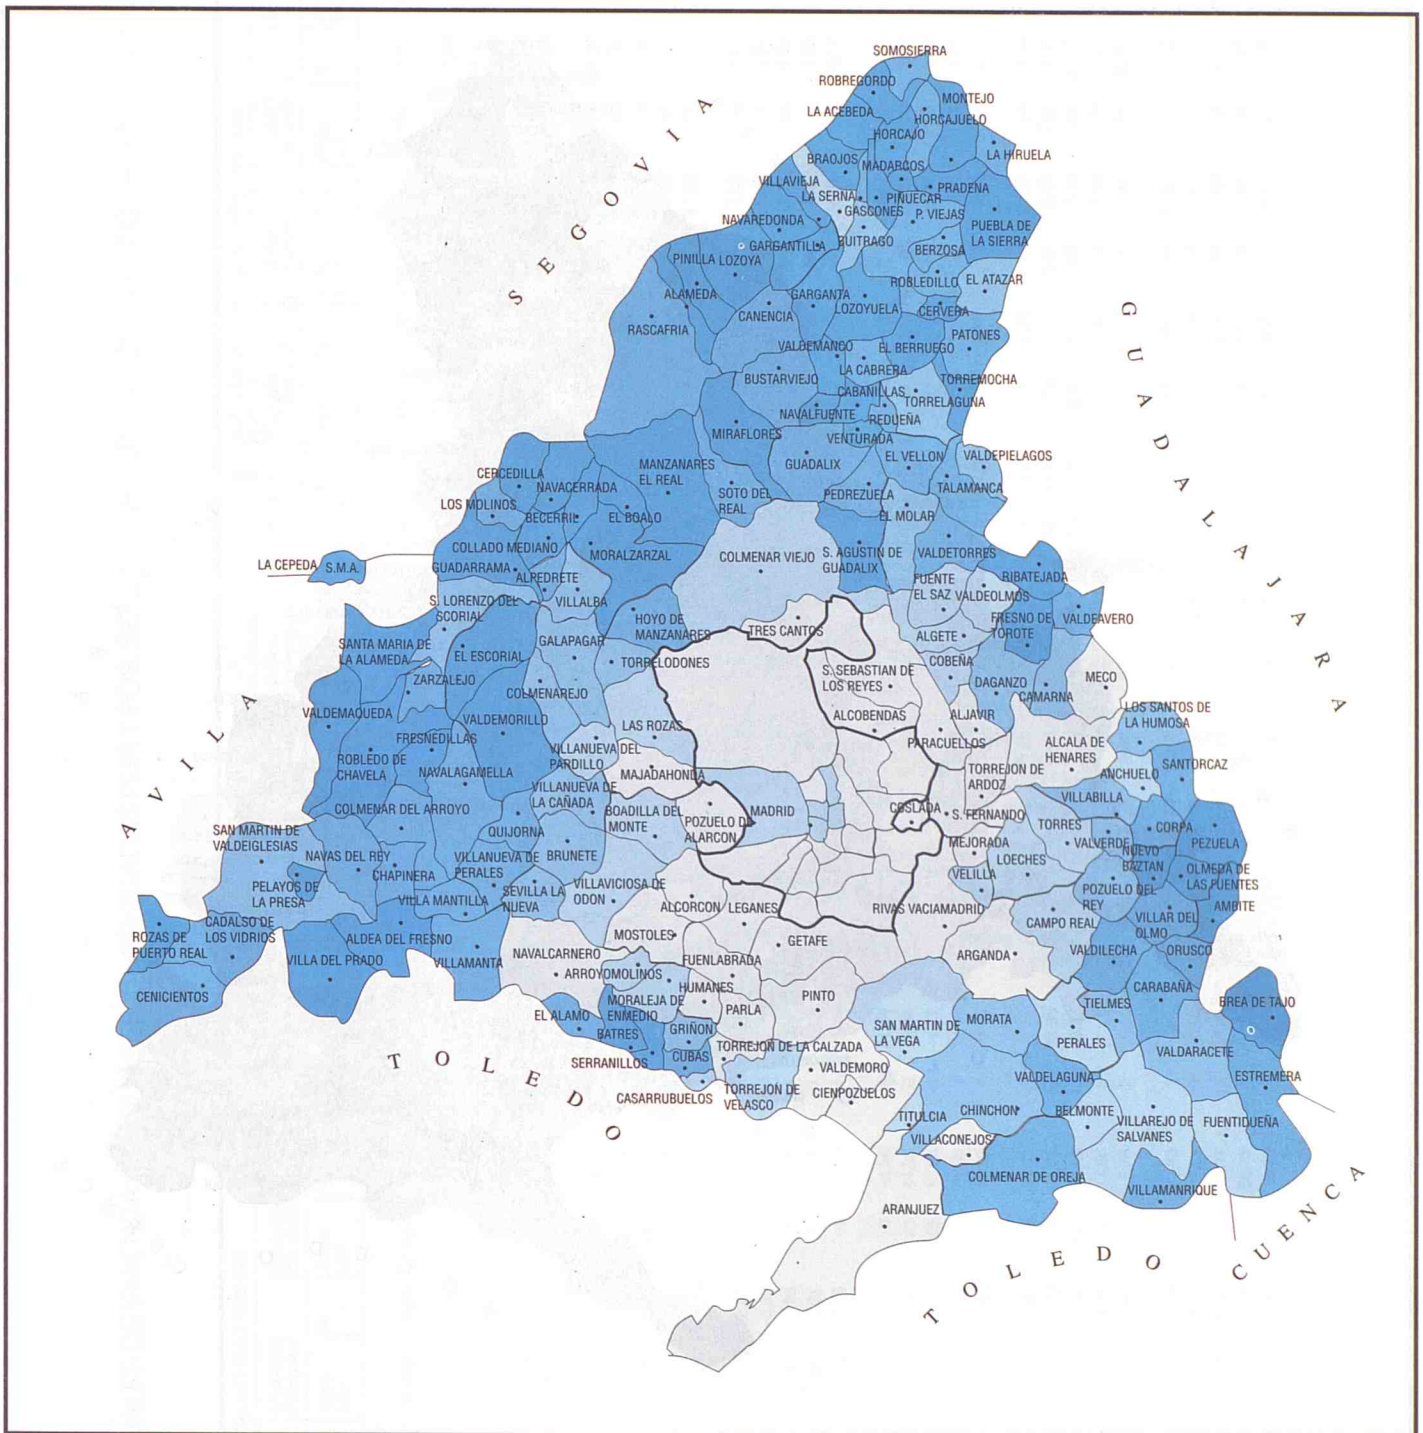 SOMOSIERRA
ROBREGORDO
MONTEJO
LA ACEBEDA
HORCAJUELO
HORCAJO
BRAOJOS
MADARCOS
LA HIRUELA
VILLAVIEJA
LA SERNA
PIÑUECAR
PRADENA
GASCONES
P. VIEJAS
NAVAREDONDA
PUEBLA DE
LA SIERRA
GARGANTILLA
BUITRAGO
BERZOSA
PINILLA
LOZOYA
ROBLEDILLO
EL ATAZAR
ALAMEDA
GARGANTA
LOZOYUELA
CERVERA
CANENCIA
RASCAFRIA
PATONES
VALDEMANCO
EL BERRUEGO
LA CABRERA
BUSTARVIEJO
TORREMOCHA
CABANILLAS
TORRELAGUNA
NAVALFUENTE
REDUEÑA
MIRAFLORES
VENTURADA
EL VELLON
VALDEPIELAGOS
GUADALIX
MANZANARES
EL REAL
CERCEDILLA
NAVACERRADA
SOTO DEL
REAL
PEDREZUELA
TALAMANCA
LOS MOLINOS
BECERRIL
EL BOALO
EL MOLAR
COLLADO MEDIANO
MORALZARZAL
COLMENAR VIEJO
S. AGUSTIN DE
GUADALIX
VALDETORRES
LA CEPEDA
S.M.A.
GUADARRAMA
ALPEDRETE
RIBATEJADA
FUENTE
EL SAZ
VALDEOLMOS
S. LORENZO DEL
SCORIAL
VILLALBA
HOYO DE
MANZANARES
TRES CANTOS
FRESNO DE
TOROTE
VALDEAVERO
ALGETE
SANTA MARIA DE
LA ALAMEDA
EL ESCORIAL
GALAPAGAR
TORRELODONES
COBEÑA
S. SEBASTIAN DE
LOS REYES
ZARZALEJO
COLMENAREJO
DAGANZO
CAMARNA
MECO
VALDEMAQUEDA
VALDEMORILLO
LAS ROZAS
ALCOBENDAS
ALJAVIR
LOS SANTOS DE
LA HUMOSA
FRESNEDILLAS
VILLANUEVA DEL
PARDILLO
PARACUELLOS
ALCALA DE
HENARES
ROBLEDO DE
CHAVELA
NAVALAGAMELLA
MAJADAHONDA
TORREJON DE
ARDOZ
ANCHUELO
SANTORCAZ
VILLANUEVA DE
LA CAÑADA
VILLABILLA
COLMENAR DEL ARROYO
BOADILLA DEL
MONTE
POZUELO DE
ALARCON
MADRID
COSLADA
S. FERNANDO
TORRES
CORPA
SAN MARTIN DE
VALDEIGLESIAS
QUIJORNA
MEJORADA
VALVERDE
NUEVO
BAZTAN
PEZUELA
NAVAS DEL REY
VILLANUEVA DE
PERALES
BRUNETE
LOECHES
OLMEDA DE
LAS FUENTES
CHAPINERA
VELILLA
PELAYOS DE
LA PRESA
VILLA MANTILLA
SEVILLA LA
NUEVA
VILLAVICIOSA DE
ODON
POZUELO DEL
REY
ALCORCON
LEGANES
RIVAS VACIAMADRID
CAMPO REAL
VILLAR DEL
OLMO
AMBITE
CADALSO DE
LOS VIDRIOS
ROZAS DE
PUERTO REAL
ALDEA DEL FRESNO
MOSTOLES
GETAFE
VALDILECHA
ORUSCO
VILLA DEL PRADO
VILLAMANTA
NAVALCARNERO
FUENLABRADA
ARGANDA
ARROYOMOLINOS
HUMANES
CARABAÑA
CENICIENTOS
MORALEJA DE
ENMEDIO
PINTO
TIELMES
BREA DE TAJO
EL ALAMO
PARLA
MORATA
SAN MARTIN DE
LA VEGA
BATRES
GRIÑON
PERALES
VALDARACETE
SERRANILLOS
CUBAS
TORREJON DE LA CALZADA
VALDEMORO
VALDELAGUNA
ESTREMERA
CASARRUBUELOS
TORREJON DE
VELASCO
CIENPOZUELOS
TITULCIA
CHINCHON
BELMONTE
VILLAREJO DE
SALVANES
FUENTIDUEÑA
VILLACONEJOS
COLMENAR DE OREJA
VILLAMANRIQUE
ARANJUEZ
SEGOVIA
GUADALAJARA
AVILA
TOLEDO
TOLEDO
CUENCA